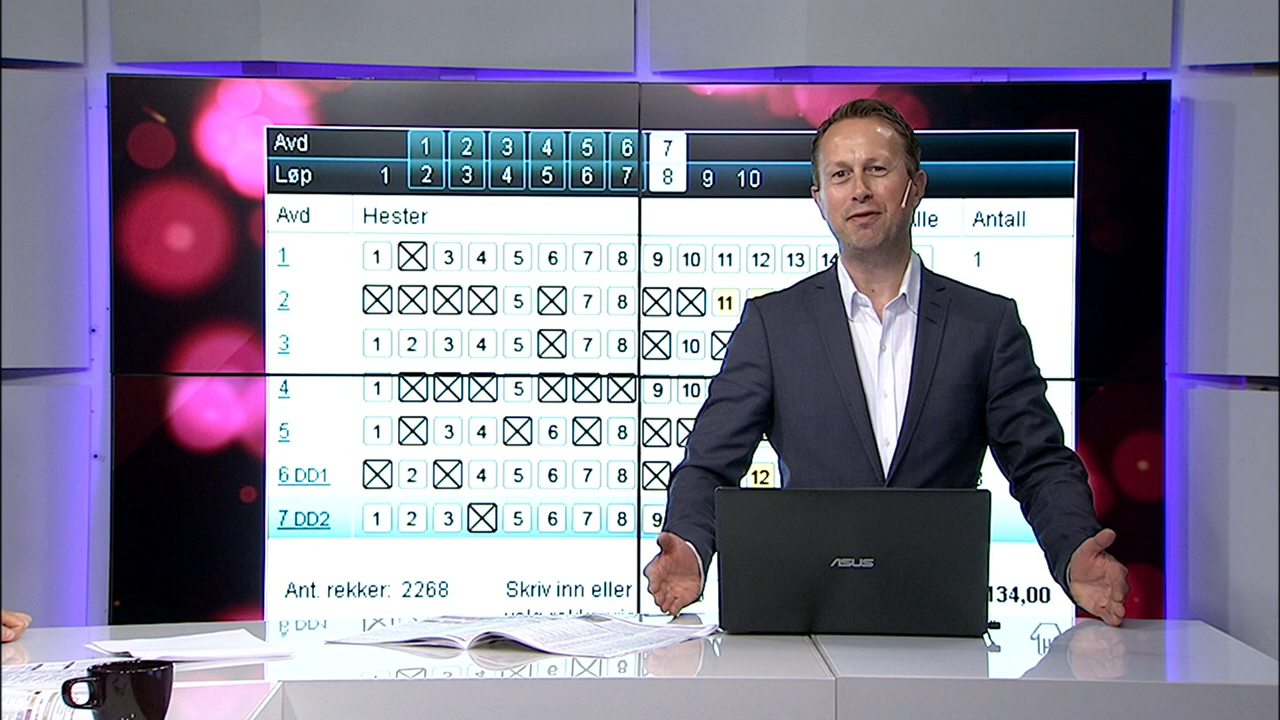 Avd 1 2 3 4 5 6 7
Løp 1 2 3 4 5 6 7 8 9 10
Avd Hester Antall
1 1 3 4 5 6 7 8 9 10 11 12 13 1
2 5 7 8 11
3 1 2 3 4 5 7 8 10
4 1 5 9 10
5 1 3 4 6 8
6 DD1 2 4 5 6 7 8 12
7 DD2 1 2 3 5 6 7 8 9
Ant. rekker: 2268 Skriv inn eller 134,00
ASUS